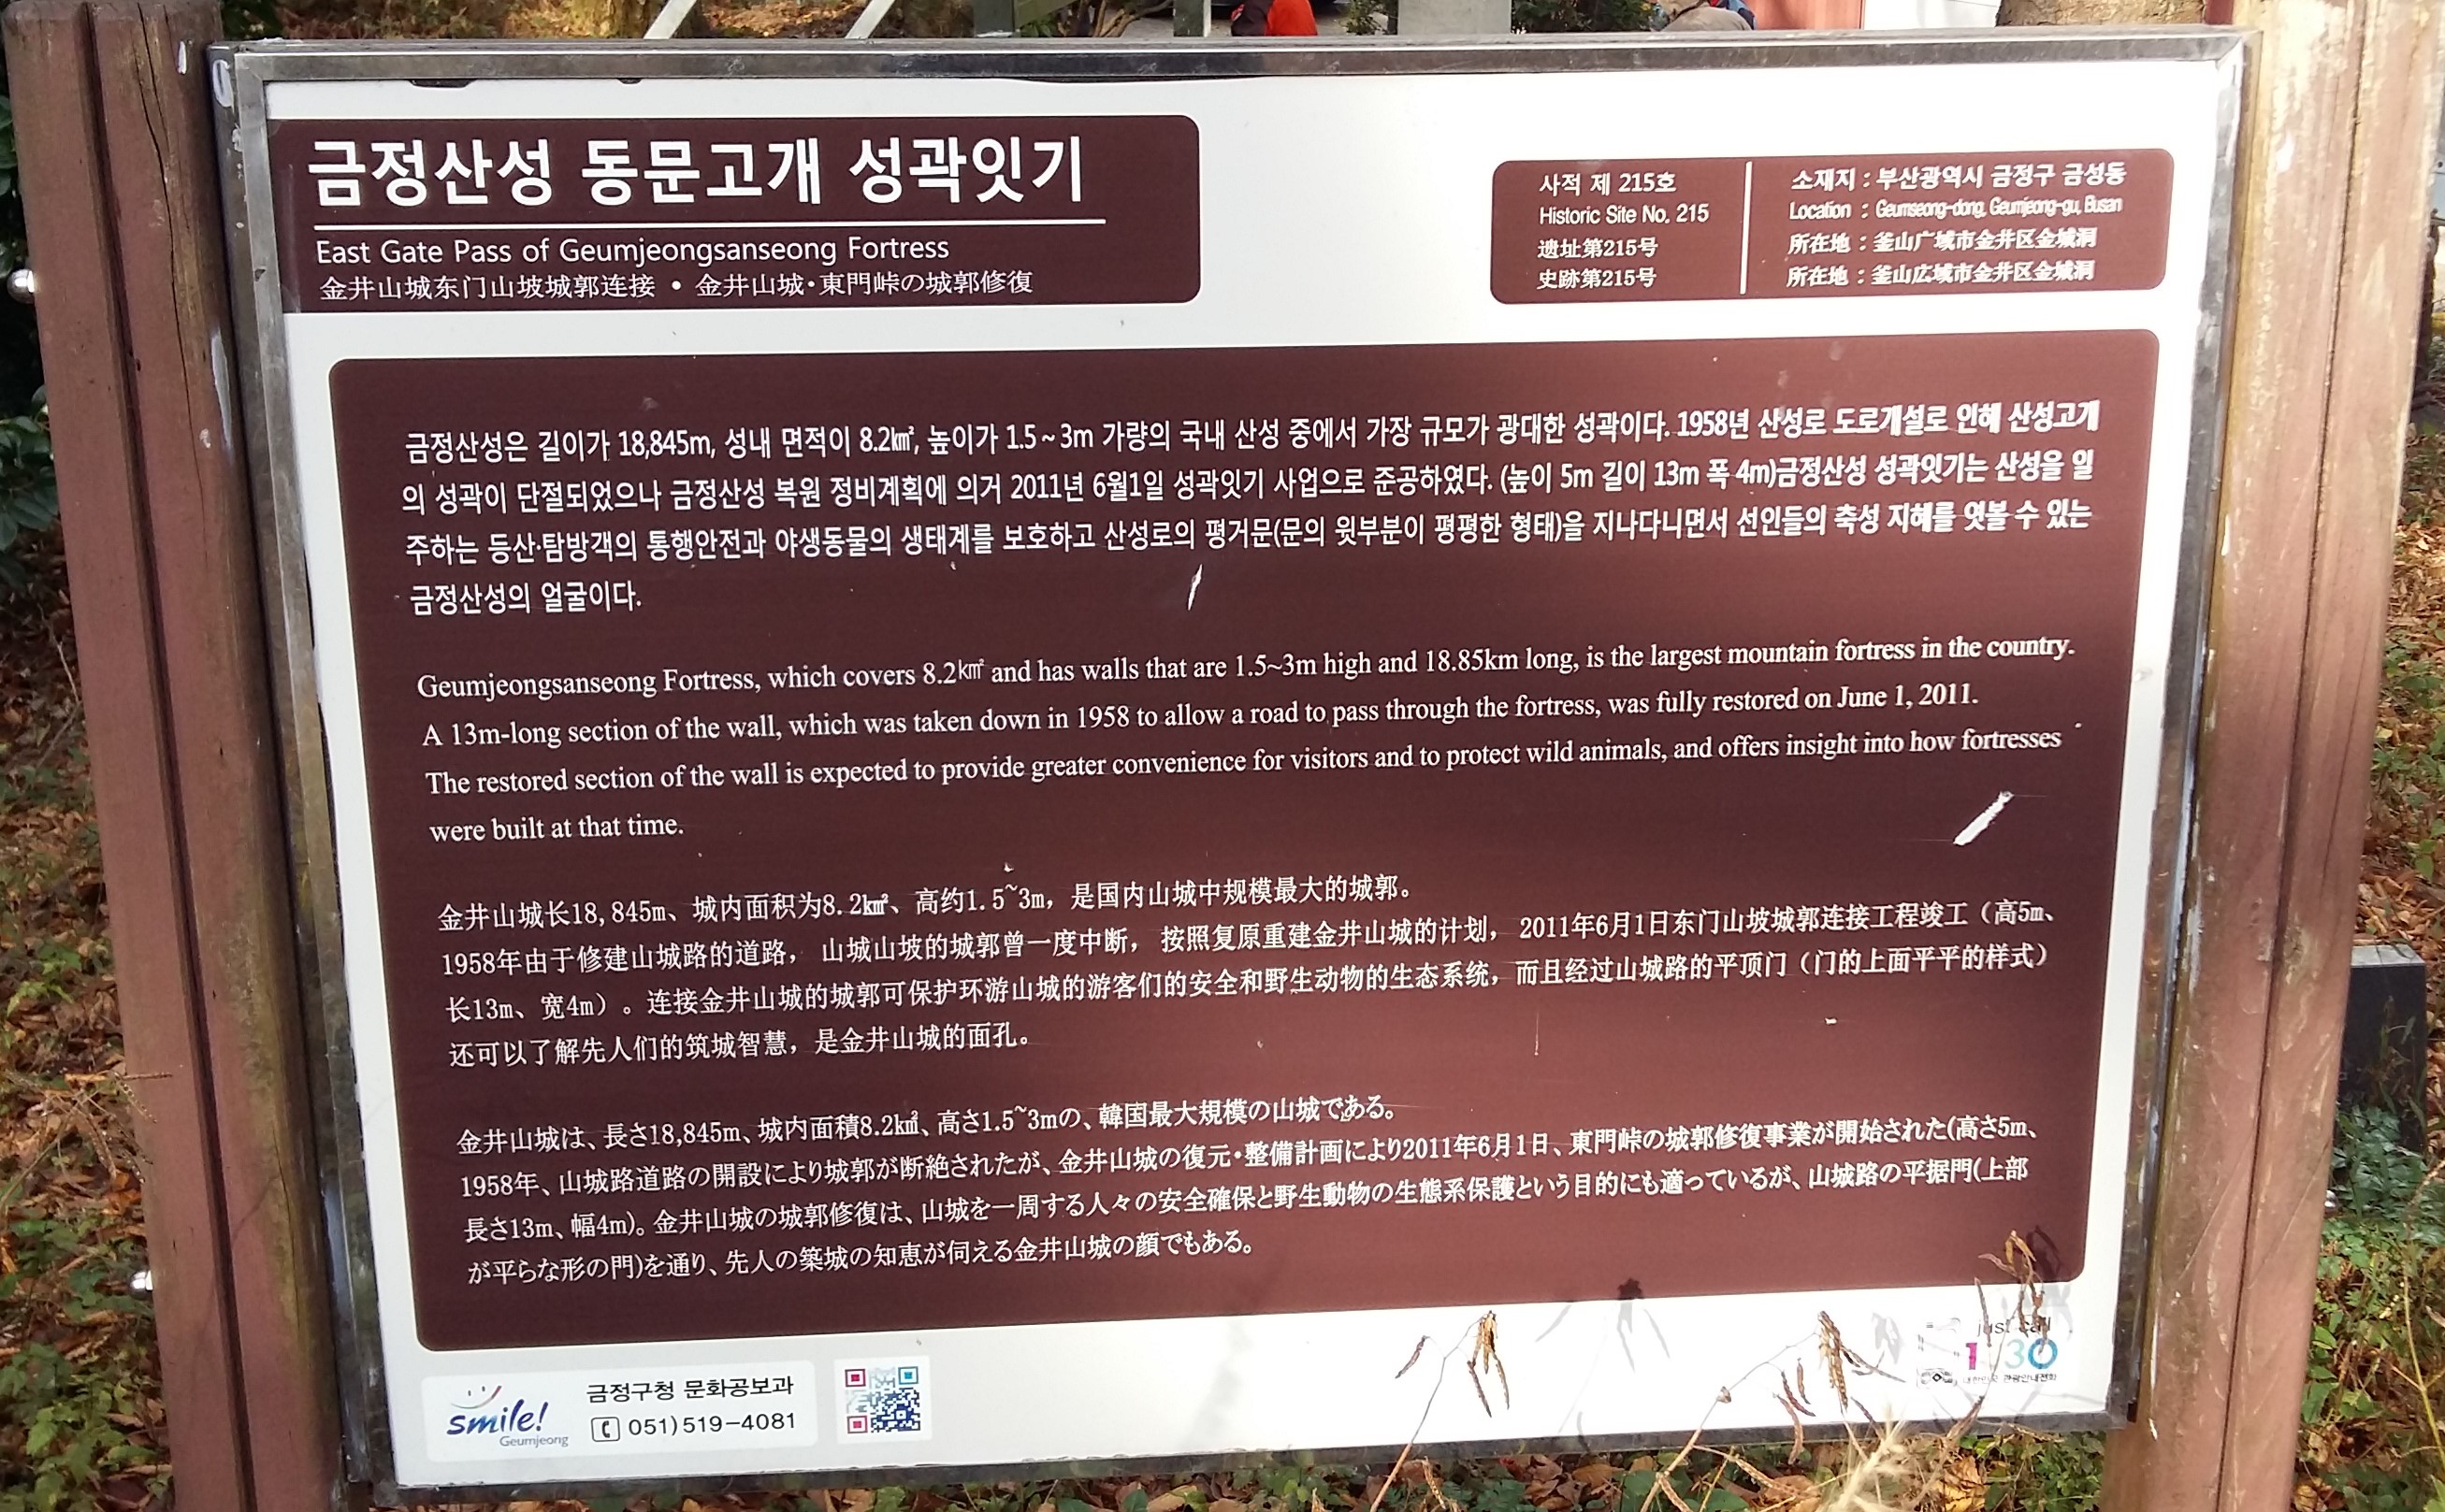 금정산성 동문고개 성곽잇기
East Gate Pass of Geumjeongsanseong Fortress
金井山城东门山坡城郭连接 • 金井山城·東門峠の城郭修復
사적 제 215호
Historic Site No. 215
遗址第215号
史跡第215号
소재지 : 부산광역시 금정구 금성동
Location : Geumseong-dong, Geumjeong-gu, Busan
所在地 : 釜山广域市金井区金城洞
所在地 : 釜山広域市金井区金城洞
금정산성은 길이가 18,845m, 성내 면적이 8.2㎢, 높이가 1.5 ~ 3m 가량의 국내 산성 중에서 가장 규모가 광대한 성곽이다. 1958년 산성로 도로개설로 인해 산성고개
의 성곽이 단절되었으나 금정산성 복원 정비계획에 의거 2011년 6월1일 성곽잇기 사업으로 준공하였다. (높이 5m 길이 13m 폭 4m)금정산성 성곽잇기는 산성을 일
주하는 등산·탐방객의 통행안전과 야생동물의 생태계를 보호하고 산성로의 평거문(문의 윗부분이 평평한 형태)을 지나다니면서 선인들의 축성 지혜를 엿볼 수 있는
금정산성의 얼굴이다.
Geumjeongsanseong Fortress, which covers 8.2㎢ and has walls that are 1.5~3m high and 18.85km long, is the largest mountain fortress in the country.
A 13m-long section of the wall, which was taken down in 1958 to allow a road to pass through the fortress, was fully restored on June 1, 2011.
The restored section of the wall is expected to provide greater convenience for visitors and to protect wild animals, and offers insight into how fortresses
were built at that time.
金井山城长18,845m、城内面积为8.2㎢、高约1.5~3m，是国内山城中规模最大的城郭。
1958年由于修建山城路的道路， 山城山坡的城郭曾一度中断， 按照复原重建金井山城的计划， 2011年6月1日东门山坡城郭连接工程竣工（高5m、
长13m、宽4m）。连接金井山城的城郭可保护环游山城的游客们的安全和野生动物的生态系统，而且经过山城路的平顶门（门的上面平平的样式）
还可以了解先人们的筑城智慧，是金井山城的面孔。
金井山城は、長さ18,845m、城内面積8.2㎢、高さ1.5~3mの、韓国最大規模の山城である。
1958年、山城路道路の開設により城郭が断絶されたが、金井山城の復元・整備計画により2011年6月1日、東門峠の城郭修復事業が開始された(高さ5m、
長さ13m、幅4m)。金井山城の城郭修復は、山城を一周する人々の安全確保と野生動物の生態系保護という目的にも適っているが、山城路の平据門(上部
が平らな形の門)を通り、先人の築城の知恵が伺える金井山城の顔でもある。
smile!
Geumjeong
금정구청 문화공보과
051)519-4081
just call
대한민국 관광안내전화